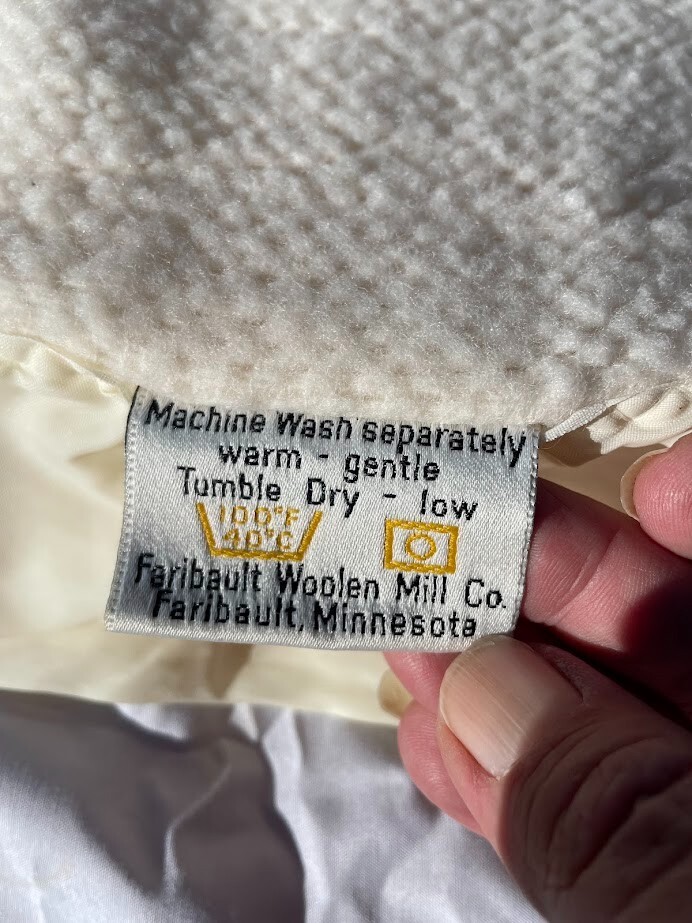 Machine Wash separately
warm - gentle
Tumble Dry - low
100°F
40°C
Faribault Woolen Mill Co.
Faribault, Minnesota